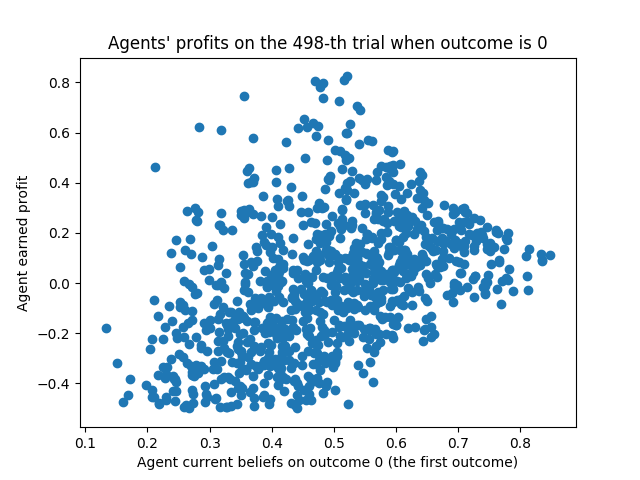 Agents' profits on the 498-th trial when outcome is 0
Agent earned profit
0.8
0.6
0.4
0.2
0.0
−0.2
−0.4
0.1 0.2 0.3 0.4 0.5 0.6 0.7 0.8
Agent current beliefs on outcome 0 (the first outcome)